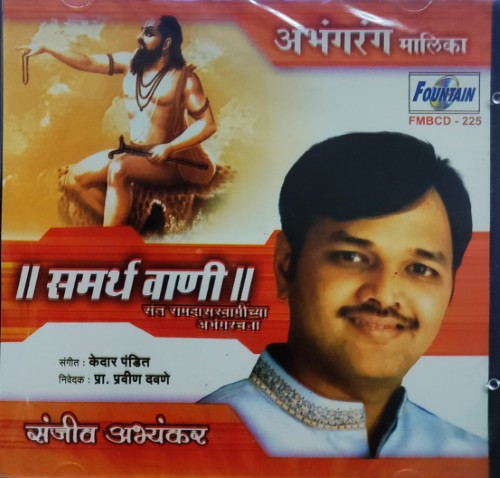 अभंगरंग मालिका
FOUNTAIN
FMBCD - 225
॥ समर्थ वाणी ॥
संत रामदासस्वामींच्या
अभंगरचना
संगीत : केदार पंडित
निवेदक : प्रा. प्रवीण दवणे
संजीव अभ्यंकर